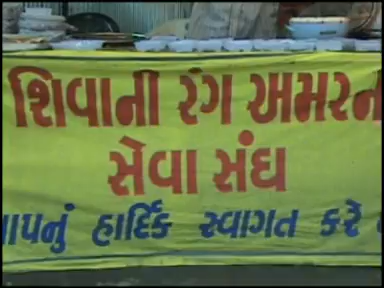 શિવાની રંગ અમરન
સેવા સંઘ
ાપનું હાર્દિક સ્વાગત કરે